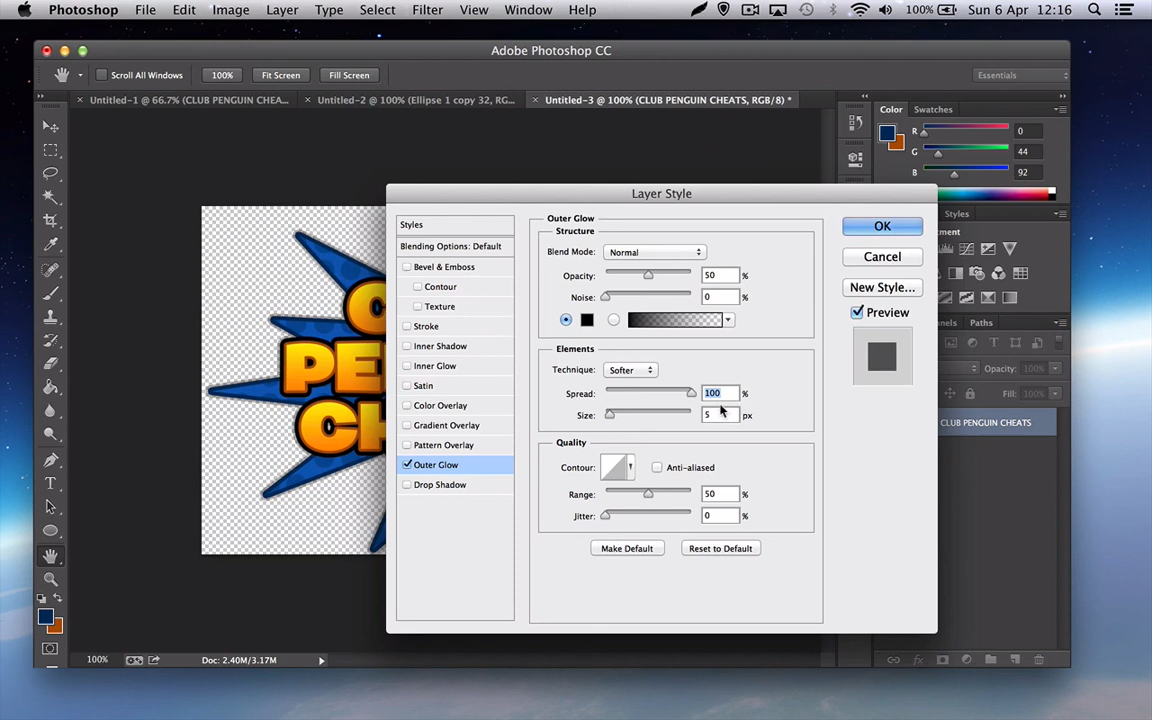 Photoshop File Edit Image Layer Type Select Filter View Window Help 100% Sun 6 Apr 12:16
Adobe Photoshop CC
Scroll All Windows 100% Fit Screen Fill Screen Essentials
Untitled-1 @ 66.7% (CLUB PENGUIN CHEA... Untitled-2 @ 100% (Ellipse 1 copy 32, RG... Untitled-3 @ 100% (CLUB PENGUIN CHEATS, RGB/8) *
Color Swatches
R 0
G 44
B 92
Layer Style
Styles
Blending Options: Default
Bevel & Emboss
Contour
Texture
Stroke
Inner Shadow
Inner Glow
Satin
Color Overlay
Gradient Overlay
Pattern Overlay
Outer Glow
Drop Shadow
Outer Glow
Structure
Blend Mode: Normal
Opacity: 50 %
Noise: 0 %
Elements
Technique: Softer
Spread: 100 %
Size: 5 px
Quality
Contour: Anti-aliased
Range: 50 %
Jitter: 0 %
Make Default Reset to Default
OK
Cancel
New Style...
Preview
Styles
ment
nnels Paths
Opacity: 100%
Fill: 100%
CLUB PENGUIN CHEATS
C
PE
CH
100% Doc: 2.40M/3.17M